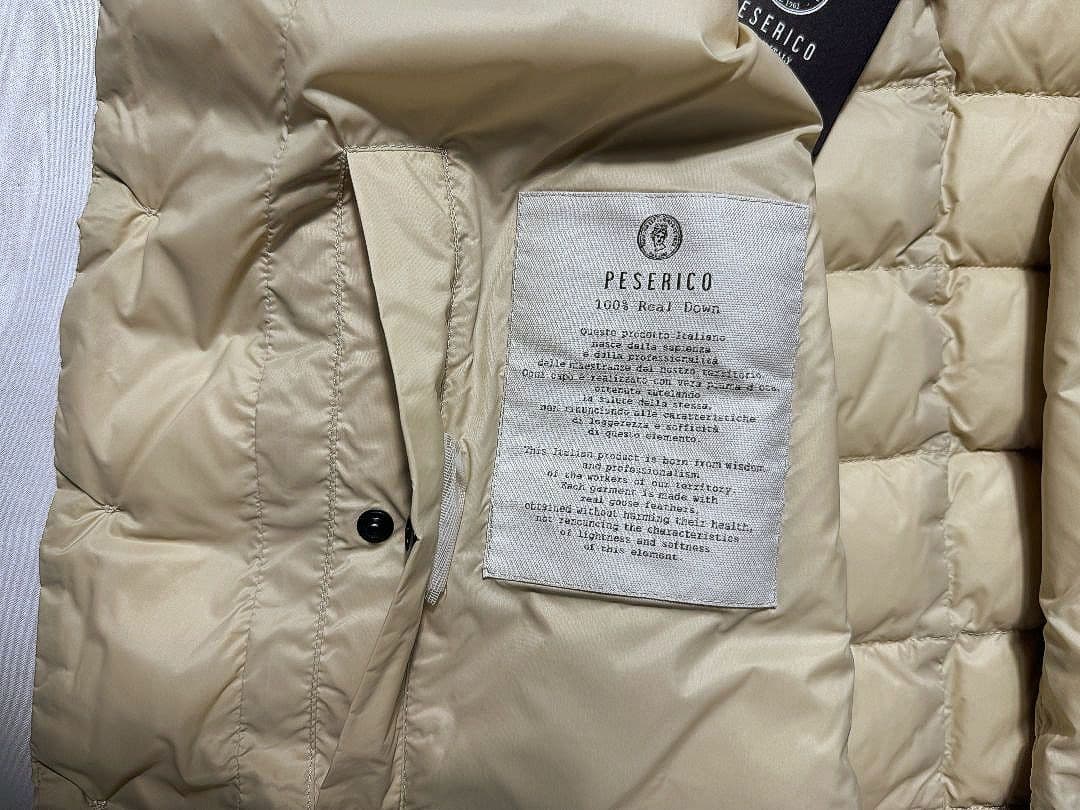 1962
PESERICO
ITALY
PESERICO
100% Real Down
Questo prodotto Italiano
nasce dalla sapienza
e dalla professionalità
delle maestranze del nostro territorio.
Ogni capo è realizzato con vera piuma d'oca
ottenuta tutelando
la salute della stessa,
non rinunciando alle caratteristiche
di leggerezza e sofficità
di questo elemento.
This Italian product is born from wisdom
and professionalism
of the workers of our territory.
Each garment is made with
real goose feathers,
obtained without harming their health,
not renouncing the characteristics
of lightness and softness
of this element.